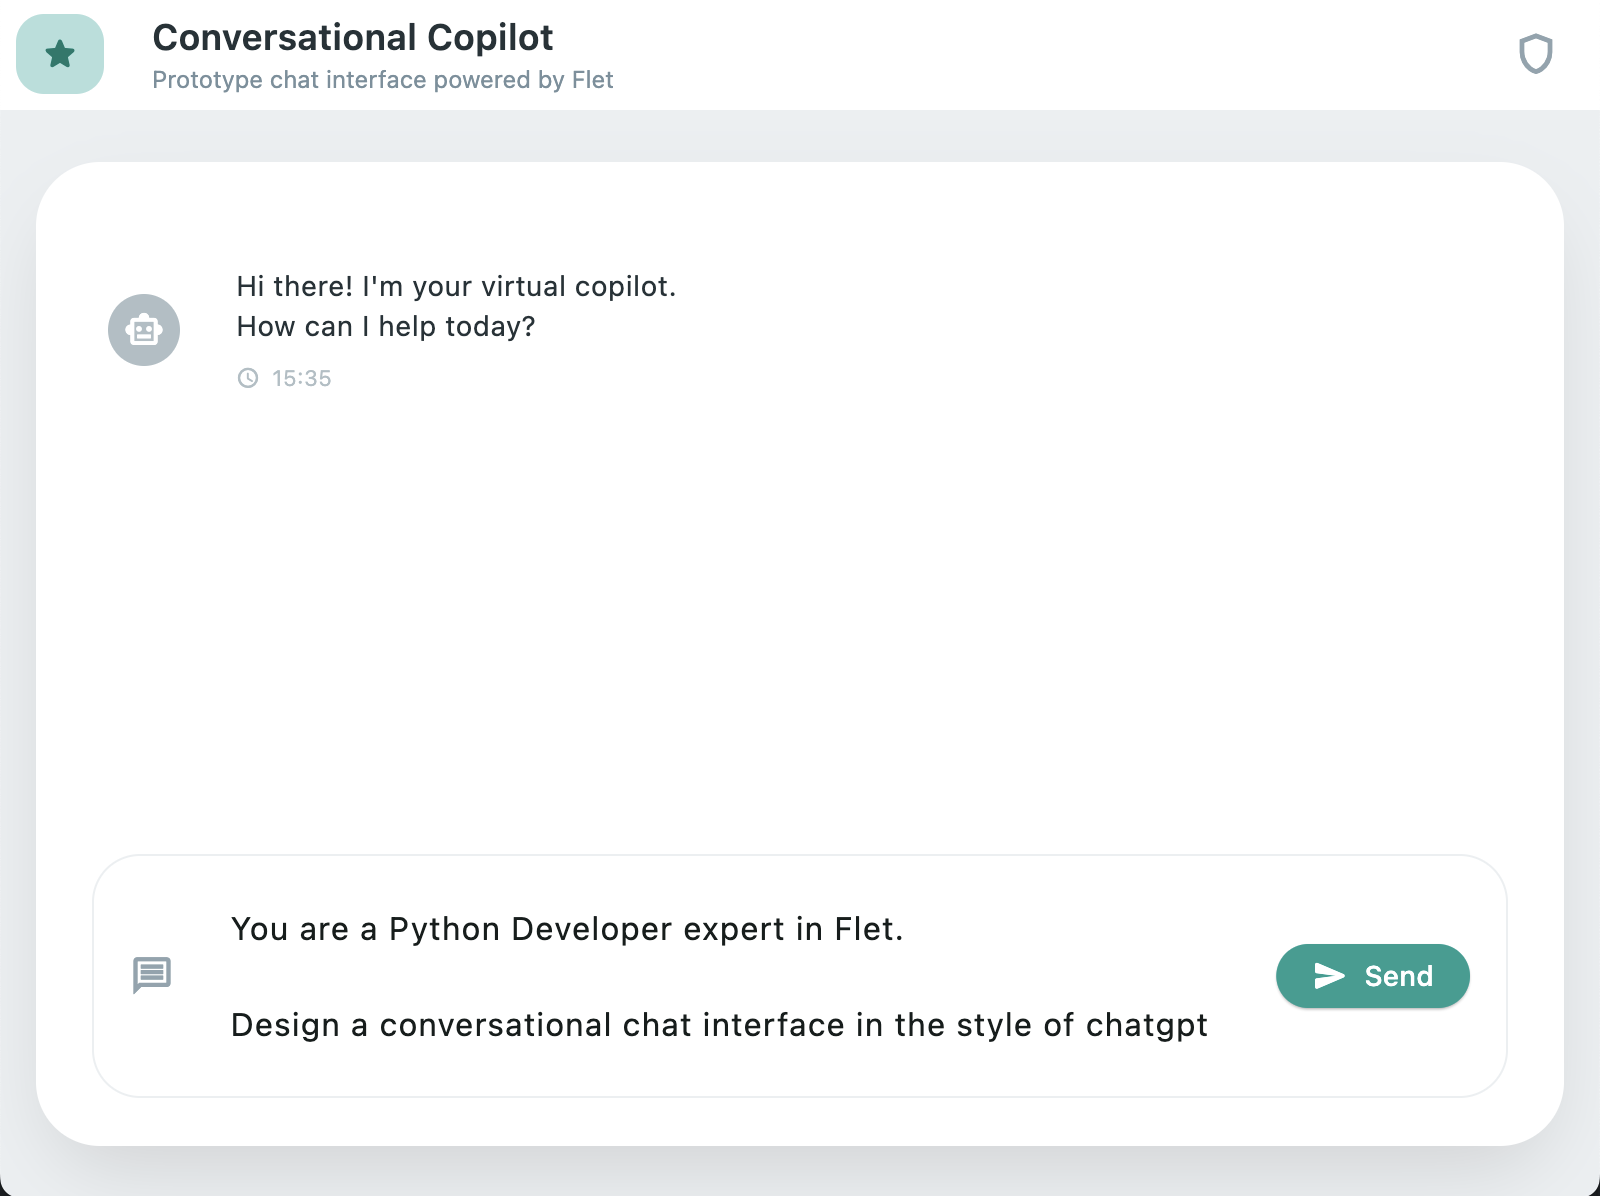 Conversational Copilot
Prototype chat interface powered by Flet
Hi there! I'm your virtual copilot.
How can I help today?
15:35
You are a Python Developer expert in Flet.
Design a conversational chat interface in the style of chatgpt
Send